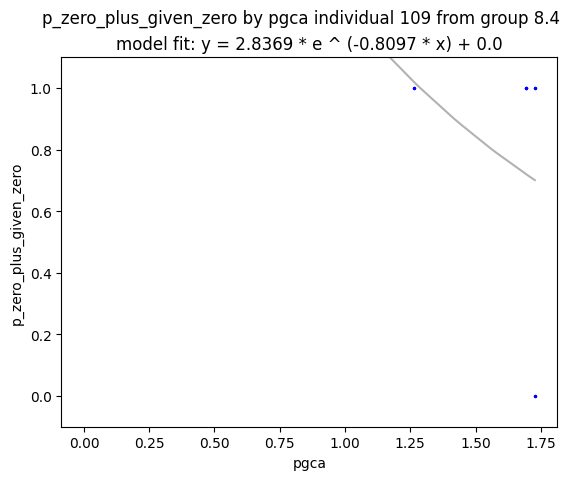 p_zero_plus_given_zero by pgca individual 109 from group 8.4
model fit: y = 2.8369 * e ^ (-0.8097 * x) + 0.0
1.0
0.8
0.6
0.4
0.2
0.0
p_zero_plus_given_zero
0.00 0.25 0.50 0.75 1.00 1.25 1.50 1.75
pgca